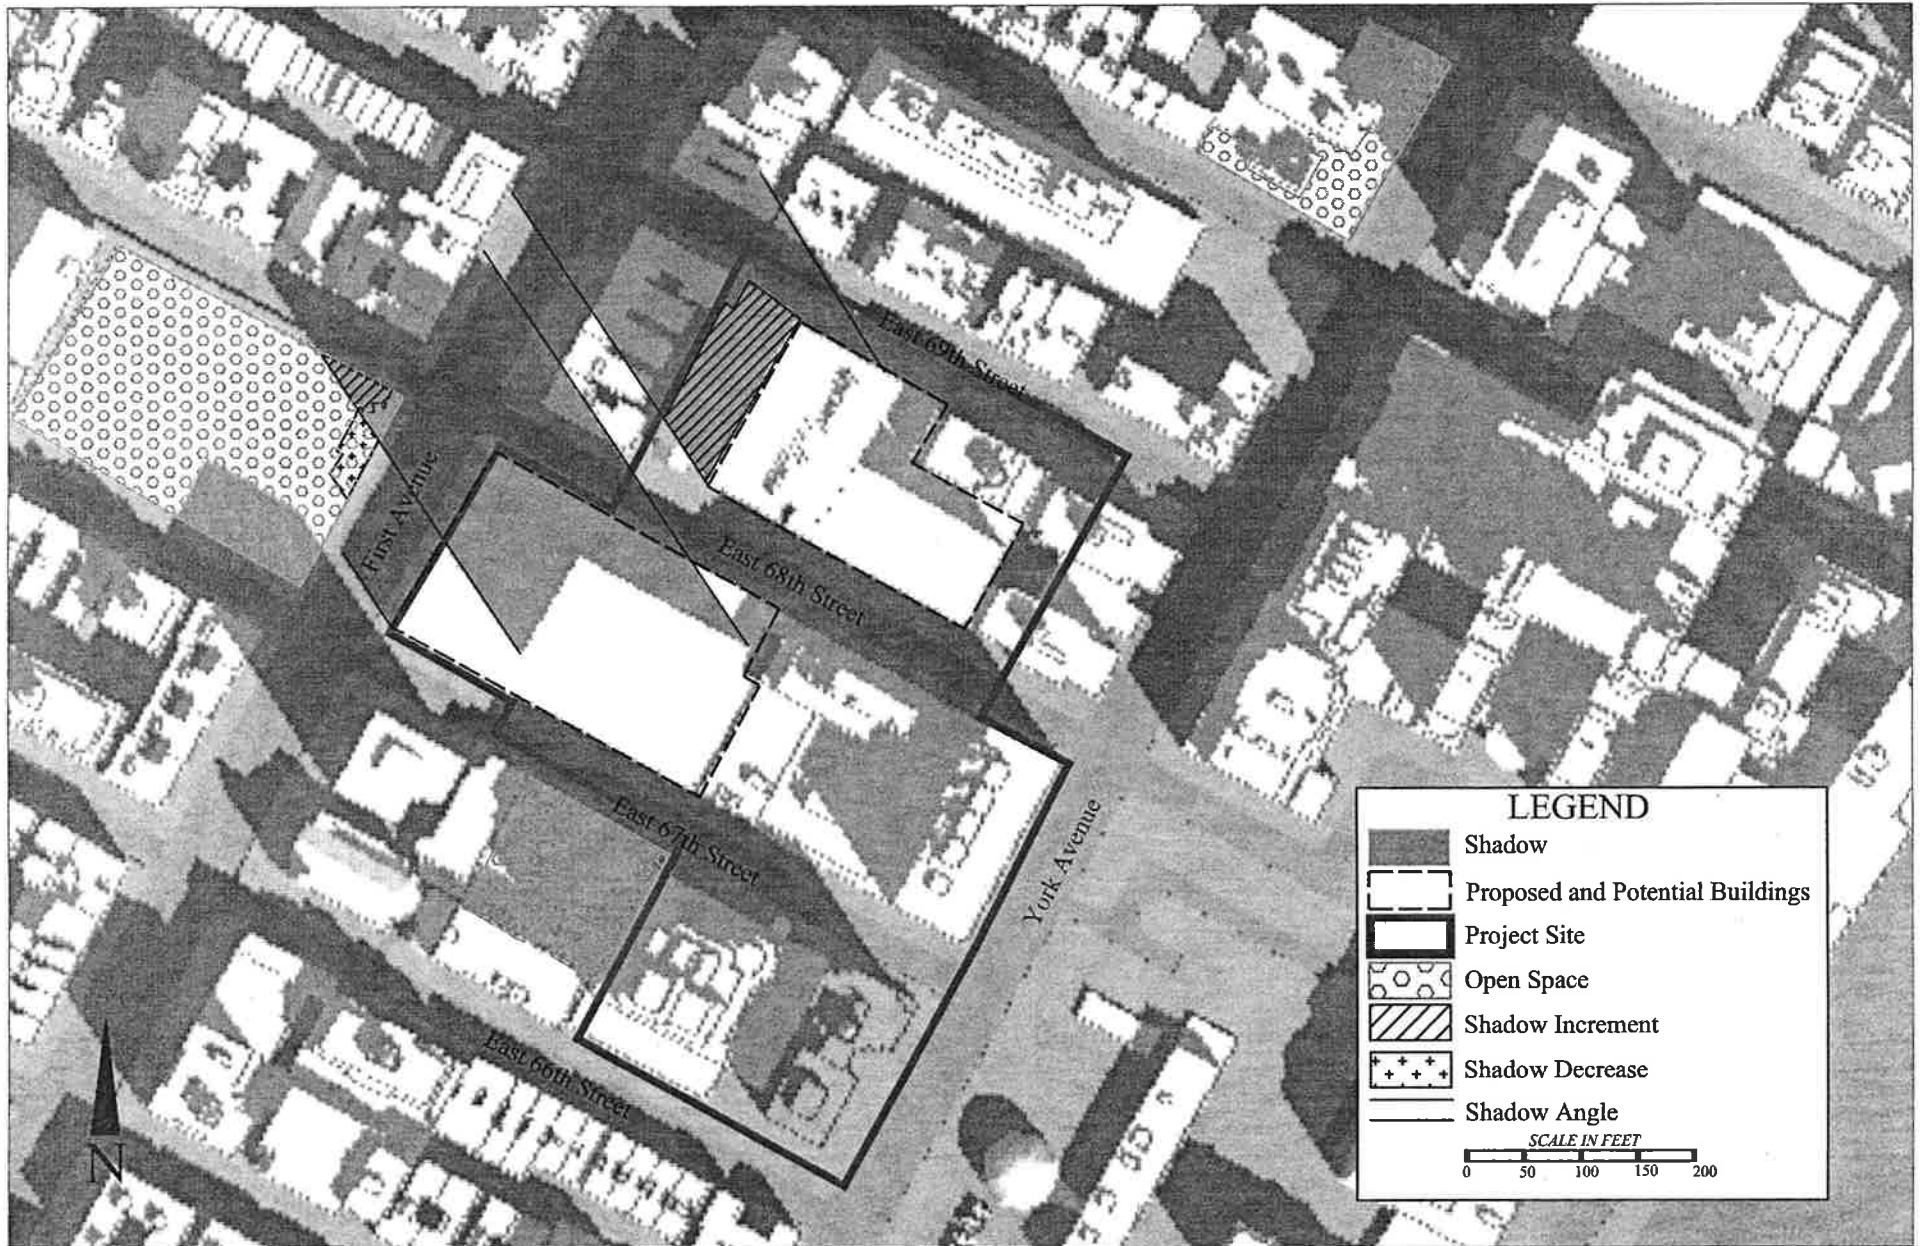 East 69th Street
First Avenue
East 68th Street
East 67th Street
York Avenue
East 66th Street
N
LEGEND
Shadow
Proposed and Potential Buildings
Project Site
Open Space
Shadow Increment
Shadow Decrease
Shadow Angle
SCALE IN FEET
0 50 100 150 200